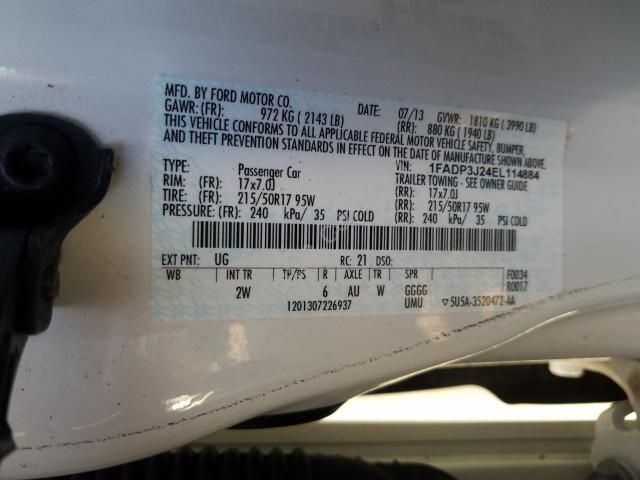 MFD. BY FORD MOTOR CO.
DATE: 07/13 GVWR: 1810 KG ( 3990 LB)
GAWR: (FR): 972 KG ( 2143 LB) (RR): 880 KG ( 1940 LB)
THIS VEHICLE CONFORMS TO ALL APPLICABLE FEDERAL MOTOR VEHICLE SAFETY, BUMPER,
AND THEFT PREVENTION STANDARDS IN EFFECT ON THE DATE OF MANUFACTURE SHOWN ABOVE.
VIN: 1FADP3J24EL114884
TYPE: Passenger Car TRAILER TOWING - SEE OWNER GUIDE
RIM: (FR): 17x7.0J (RR): 17x7.0J
TIRE: (FR): 215/50R17 95W (RR): 215/50R17 95W
PRESSURE: (FR): 240 kPa/ 35 PSI COLD (RR): 240 kPa/ 35 PSI COLD
EXT PNT: UG RC: 21 DSO:
WB INT TR TP/PS R AXLE TR SPR F0034
2W 6 AU W GGGG R0017
1201307226937 UMU 5U5A-3520472-AA